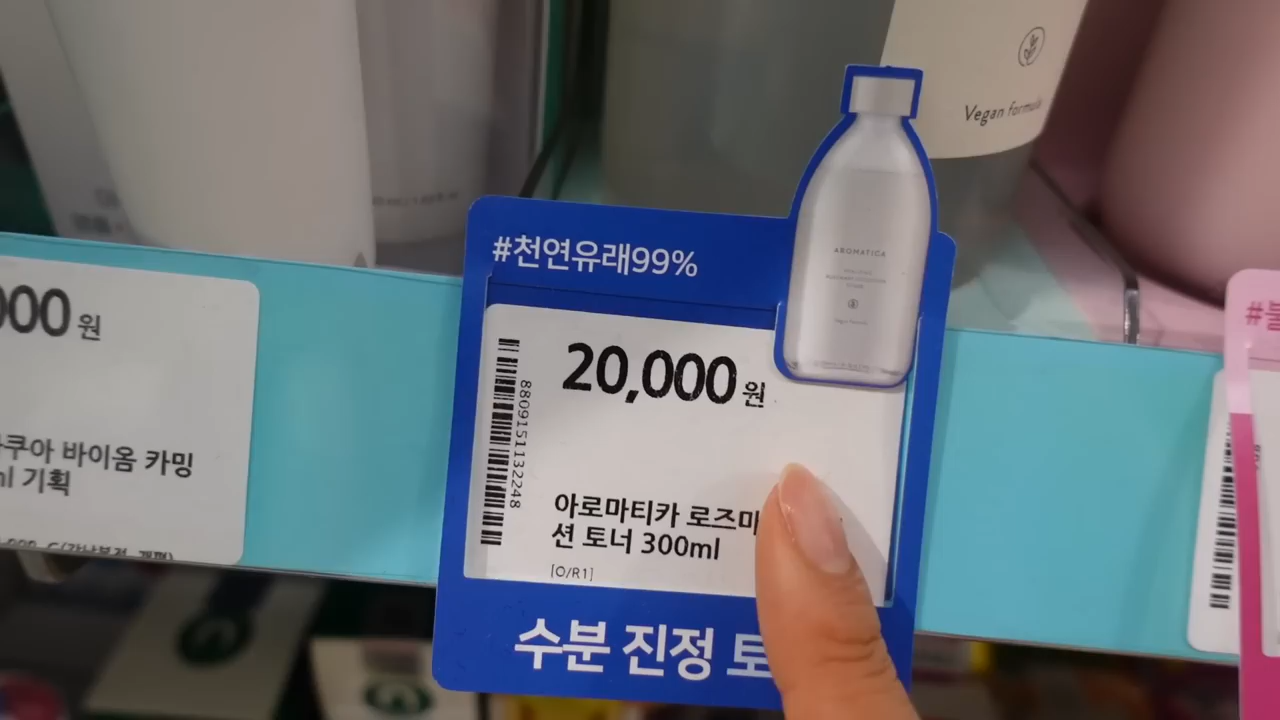 Vegan formula
#천연유래99%
AROMATICA
20,000원
8809151132248
아로마티카 로즈마
션 토너 300ml
[O/R1]
수분 진정 토
000원
쿠아 바이옴 카밍
기획